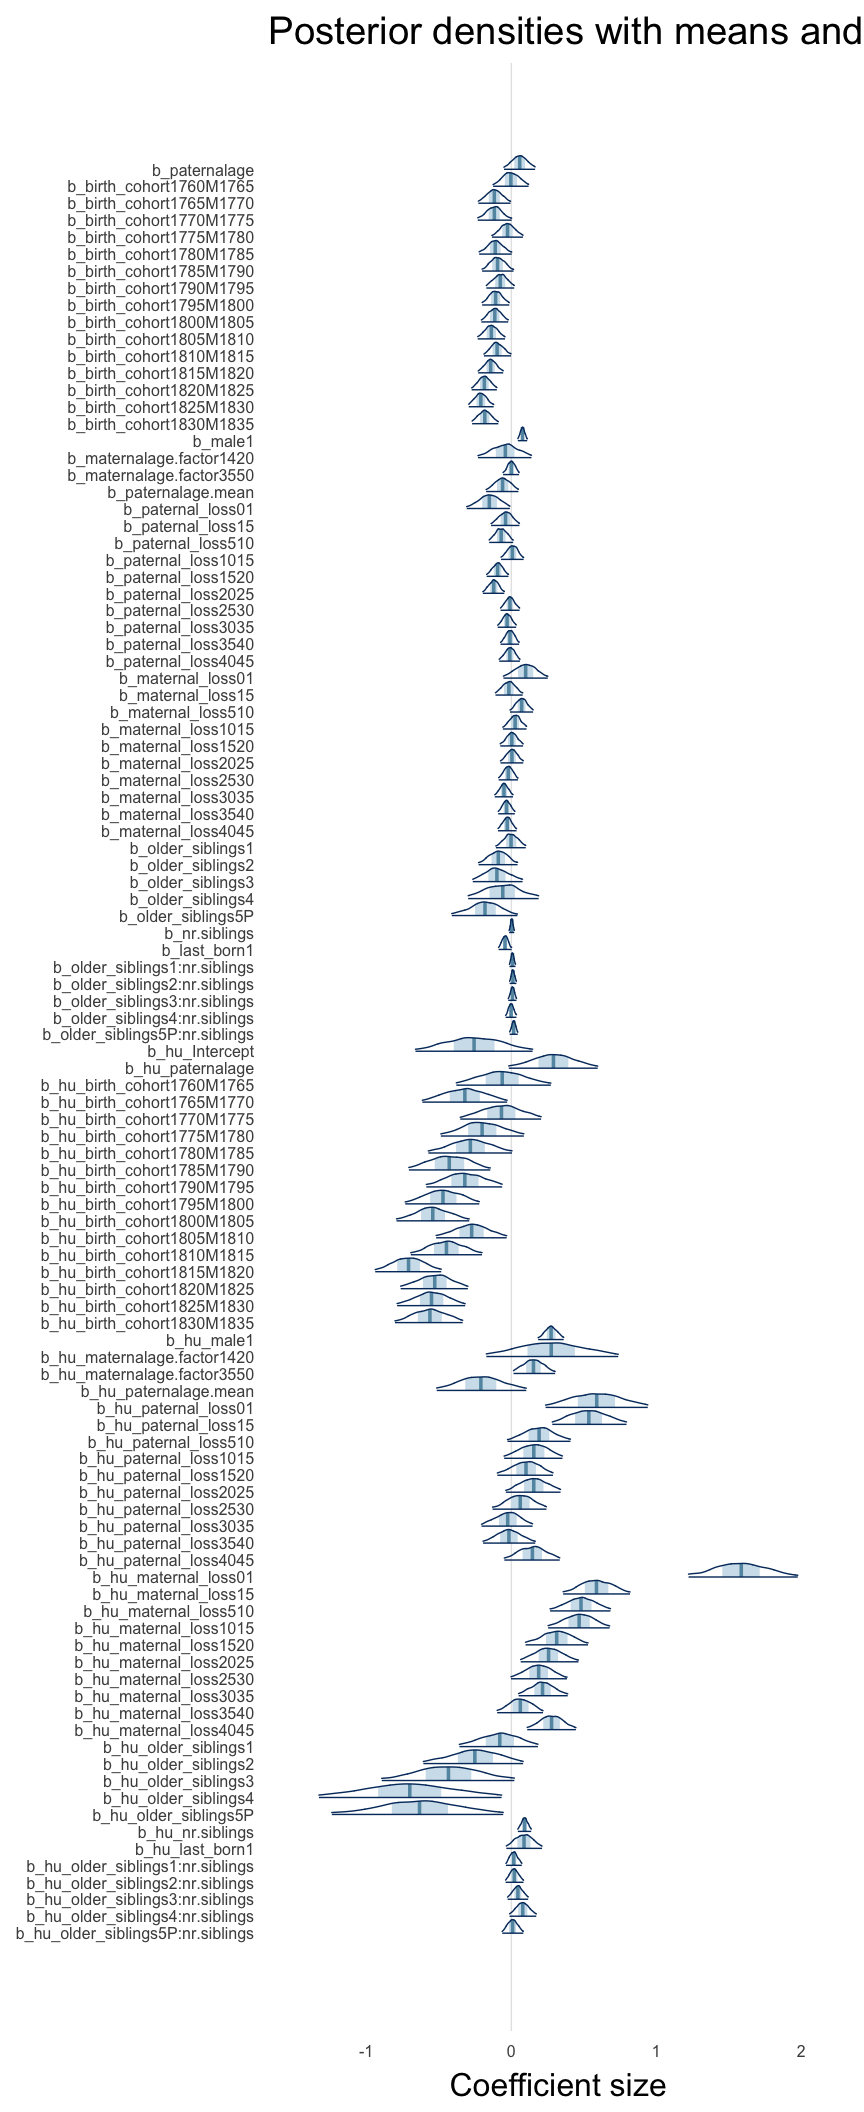 Posterior densities with means and
b_paternalage
b_birth_cohort1760M1765
b_birth_cohort1765M1770
b_birth_cohort1770M1775
b_birth_cohort1775M1780
b_birth_cohort1780M1785
b_birth_cohort1785M1790
b_birth_cohort1790M1795
b_birth_cohort1795M1800
b_birth_cohort1800M1805
b_birth_cohort1805M1810
b_birth_cohort1810M1815
b_birth_cohort1815M1820
b_birth_cohort1820M1825
b_birth_cohort1825M1830
b_birth_cohort1830M1835
b_male1
b_maternalage.factor1420
b_maternalage.factor3550
b_paternalage.mean
b_paternal_loss01
b_paternal_loss15
b_paternal_loss510
b_paternal_loss1015
b_paternal_loss1520
b_paternal_loss2025
b_paternal_loss2530
b_paternal_loss3035
b_paternal_loss3540
b_paternal_loss4045
b_maternal_loss01
b_maternal_loss15
b_maternal_loss510
b_maternal_loss1015
b_maternal_loss1520
b_maternal_loss2025
b_maternal_loss2530
b_maternal_loss3035
b_maternal_loss3540
b_maternal_loss4045
b_older_siblings1
b_older_siblings2
b_older_siblings3
b_older_siblings4
b_older_siblings5P
b_nr.siblings
b_last_born1
b_older_siblings1:nr.siblings
b_older_siblings2:nr.siblings
b_older_siblings3:nr.siblings
b_older_siblings4:nr.siblings
b_older_siblings5P:nr.siblings
b_hu_Intercept
b_hu_paternalage
b_hu_birth_cohort1760M1765
b_hu_birth_cohort1765M1770
b_hu_birth_cohort1770M1775
b_hu_birth_cohort1775M1780
b_hu_birth_cohort1780M1785
b_hu_birth_cohort1785M1790
b_hu_birth_cohort1790M1795
b_hu_birth_cohort1795M1800
b_hu_birth_cohort1800M1805
b_hu_birth_cohort1805M1810
b_hu_birth_cohort1810M1815
b_hu_birth_cohort1815M1820
b_hu_birth_cohort1820M1825
b_hu_birth_cohort1825M1830
b_hu_birth_cohort1830M1835
b_hu_male1
b_hu_maternalage.factor1420
b_hu_maternalage.factor3550
b_hu_paternalage.mean
b_hu_paternal_loss01
b_hu_paternal_loss15
b_hu_paternal_loss510
b_hu_paternal_loss1015
b_hu_paternal_loss1520
b_hu_paternal_loss2025
b_hu_paternal_loss2530
b_hu_paternal_loss3035
b_hu_paternal_loss3540
b_hu_paternal_loss4045
b_hu_maternal_loss01
b_hu_maternal_loss15
b_hu_maternal_loss510
b_hu_maternal_loss1015
b_hu_maternal_loss1520
b_hu_maternal_loss2025
b_hu_maternal_loss2530
b_hu_maternal_loss3035
b_hu_maternal_loss3540
b_hu_maternal_loss4045
b_hu_older_siblings1
b_hu_older_siblings2
b_hu_older_siblings3
b_hu_older_siblings4
b_hu_older_siblings5P
b_hu_nr.siblings
b_hu_last_born1
b_hu_older_siblings1:nr.siblings
b_hu_older_siblings2:nr.siblings
b_hu_older_siblings3:nr.siblings
b_hu_older_siblings4:nr.siblings
b_hu_older_siblings5P:nr.siblings
-1 0 1 2
Coefficient size